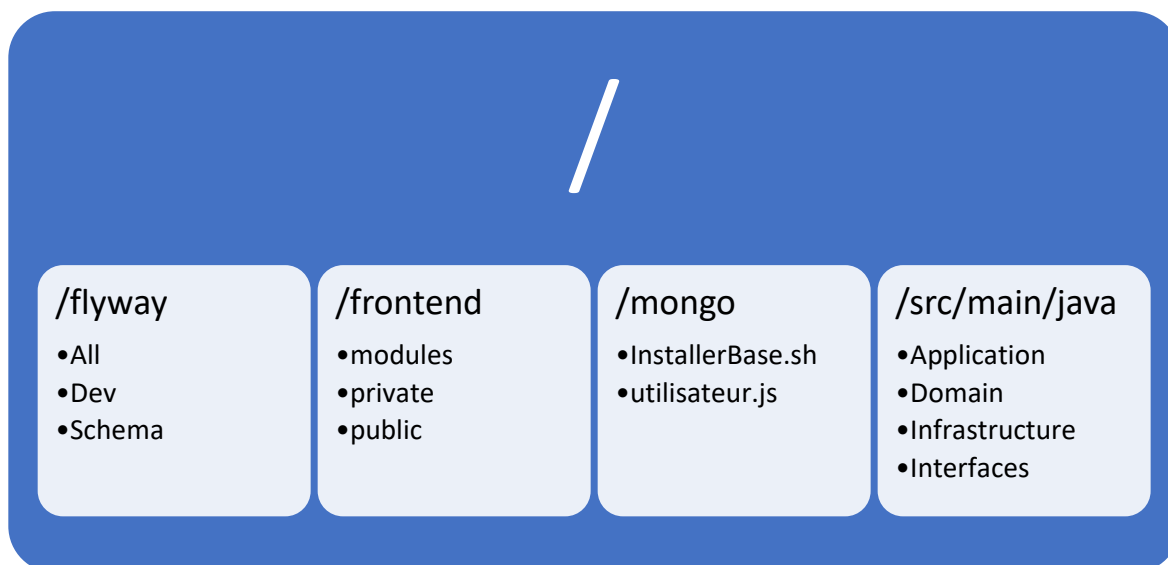 /
/flyway
•All
•Dev
•Schema
/frontend
•modules
•private
•public
/mongo
•InstallerBase.sh
•utilisateur.js
/src/main/java
•Application
•Domain
•Infrastructure
•Interfaces